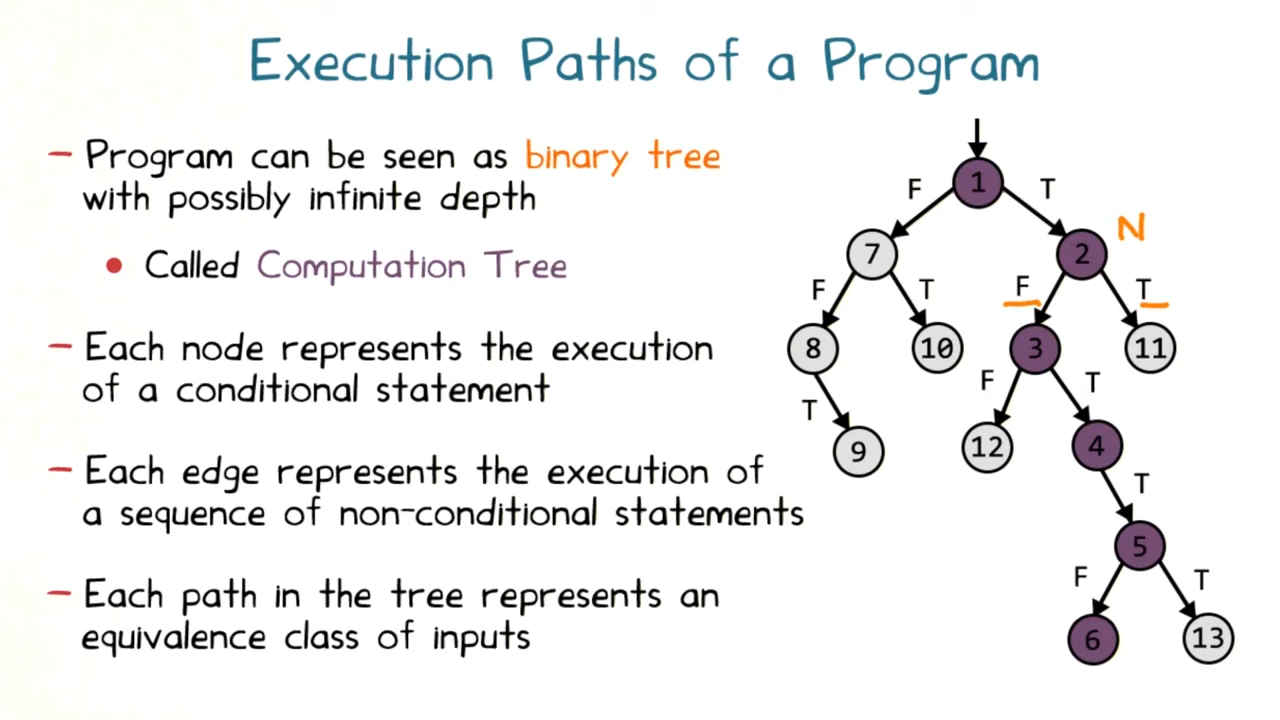 Execution Paths of a Program
– Program can be seen as binary tree
with possibly infinite depth
• Called Computation Tree
– Each node represents the execution
of a conditional statement
– Each edge represents the execution of
a sequence of non-conditional statements
– Each path in the tree represents an
equivalence class of inputs
1
F T
7 2 N
F T F T
8 10 3 11
T F T
9 12 4
T
5
F T
6 13